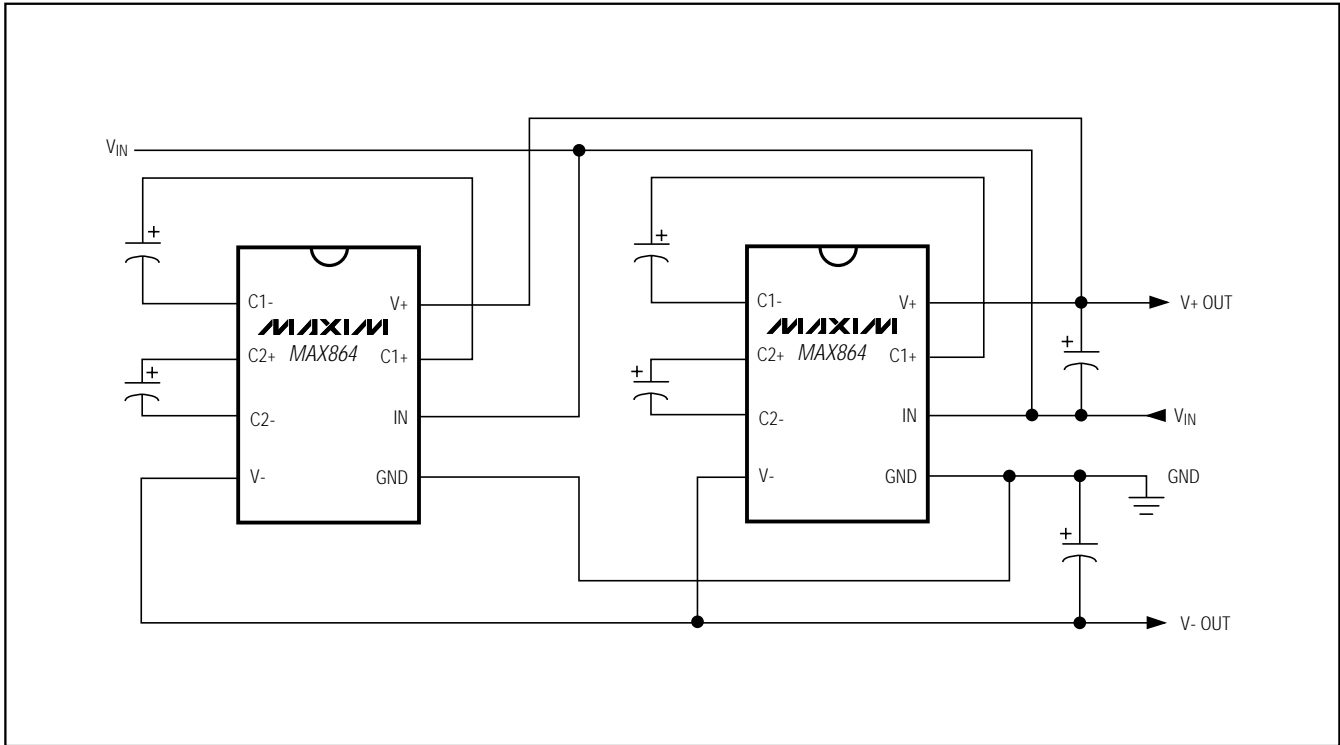 VIN
+
+
C1-
V+
MAXIM
C2+
MAX864
C1+
C2-
IN
V-
GND
+
+
C1-
V+
MAXIM
C2+
MAX864
C1+
C2-
IN
V-
GND
V+ OUT
+
VIN
GND
+
V- OUT